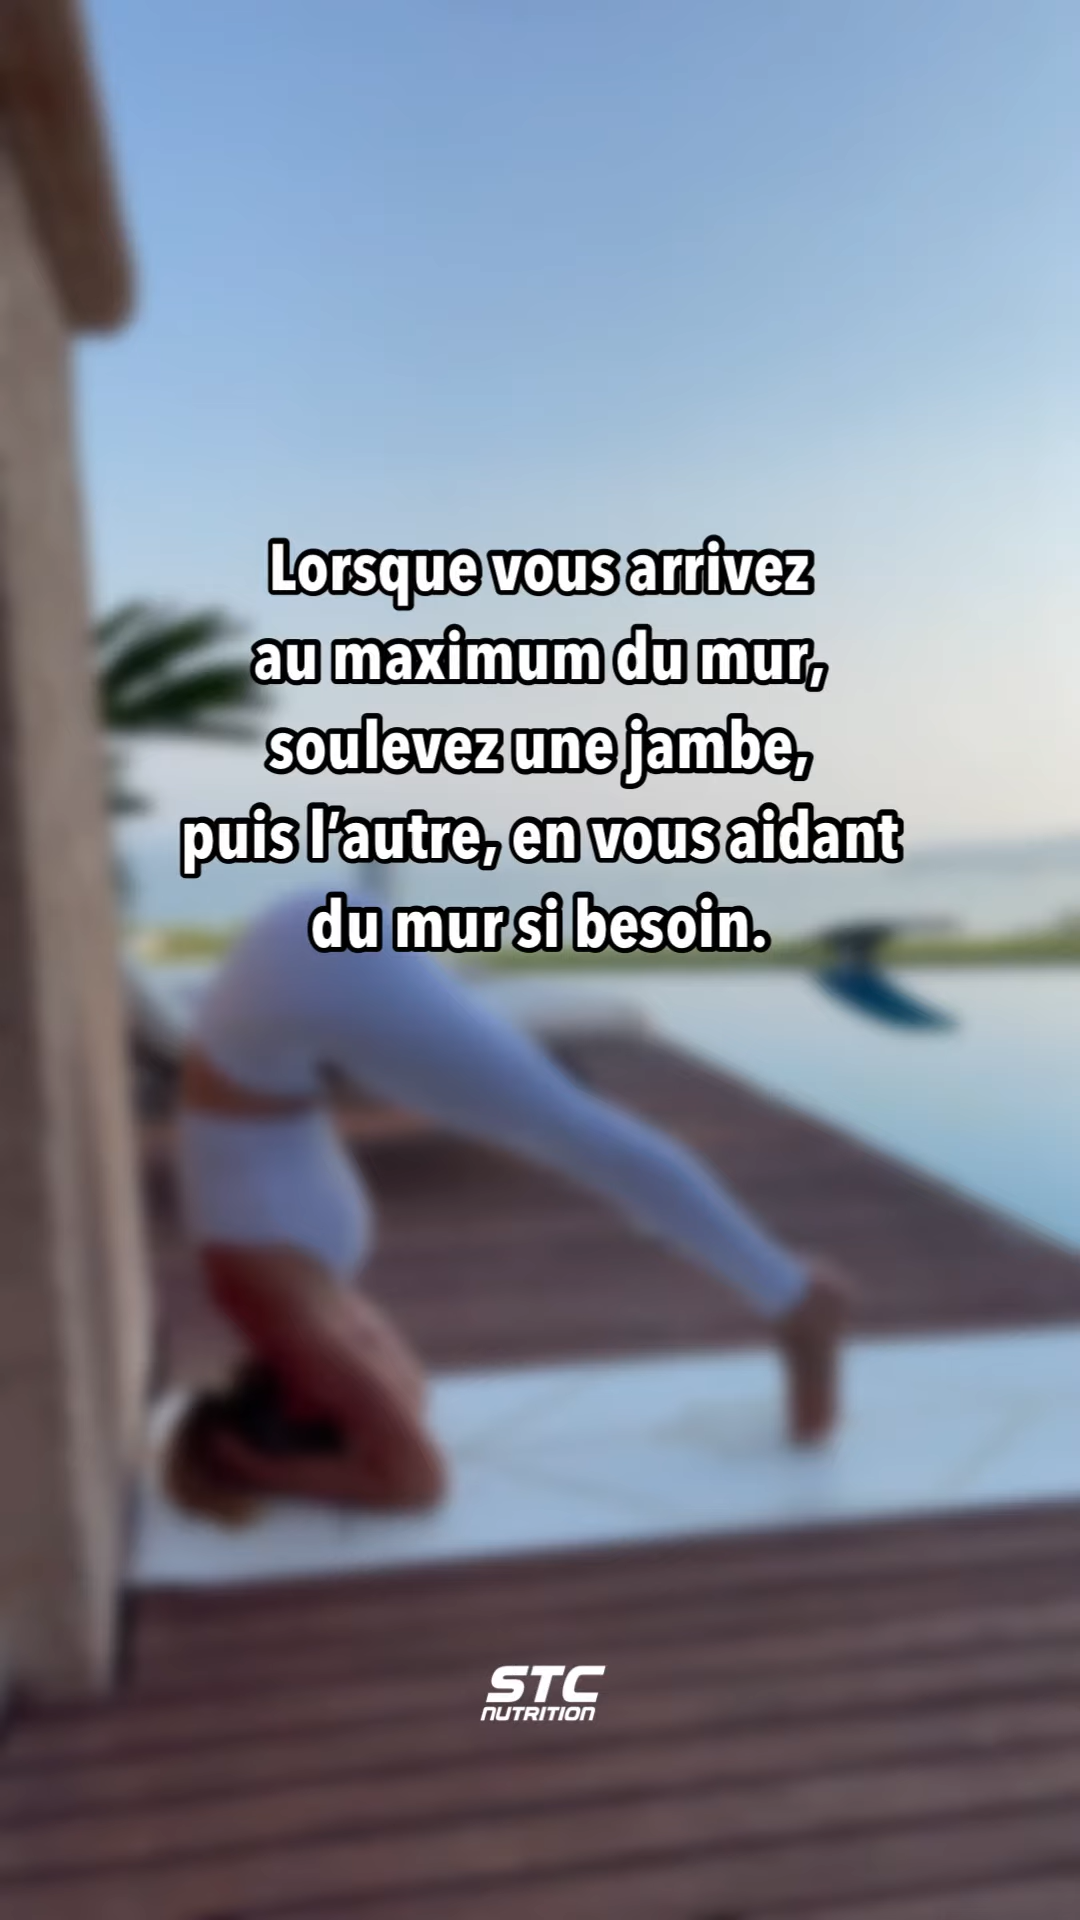 Lorsque vous arrivez
au maximum du mur,
soulevez une jambe,
puis l’autre, en vous aidant
du mur si besoin.
STC
NUTRITION